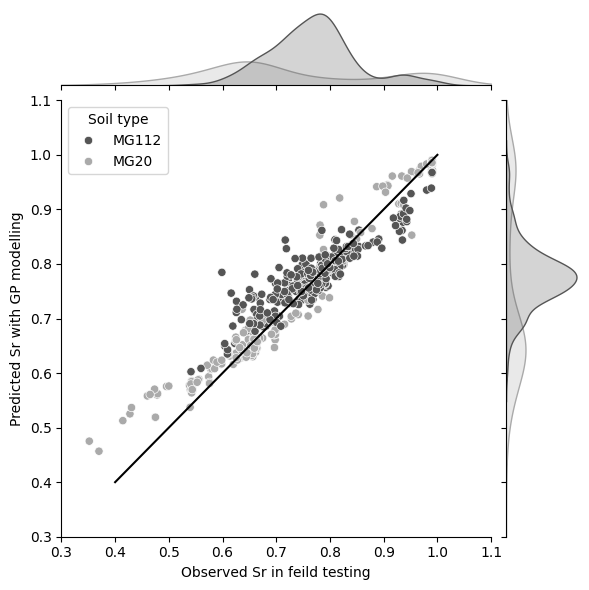 1.1
1.0
0.9
0.8
0.7
0.6
0.5
0.4
0.3
Predicted Sr with GP modelling
Soil type
MG112
MG20
0.3 0.4 0.5 0.6 0.7 0.8 0.9 1.0 1.1
Observed Sr in feild testing